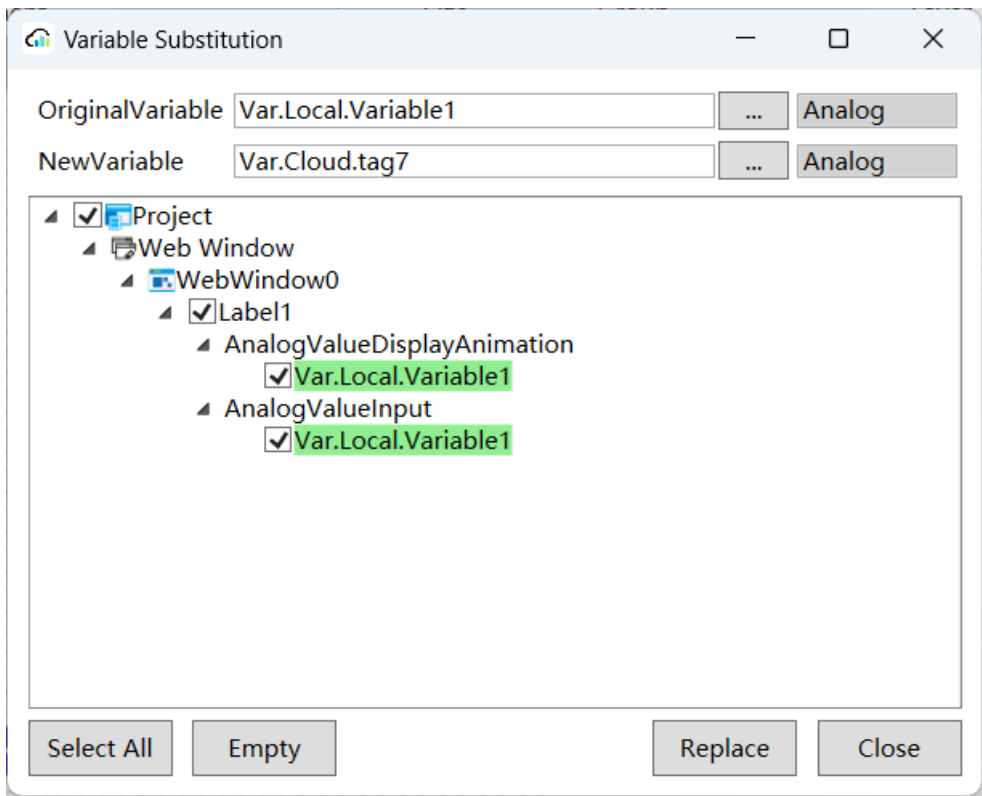 Variable Substitution
OriginalVariable Var.Local.Variable1 ... Analog
NewVariable Var.Cloud.tag7 ... Analog
Project
Web Window
WebWindow0
Label1
AnalogValueDisplayAnimation
Var.Local.Variable1
AnalogValueInput
Var.Local.Variable1
Select All Empty Replace Close